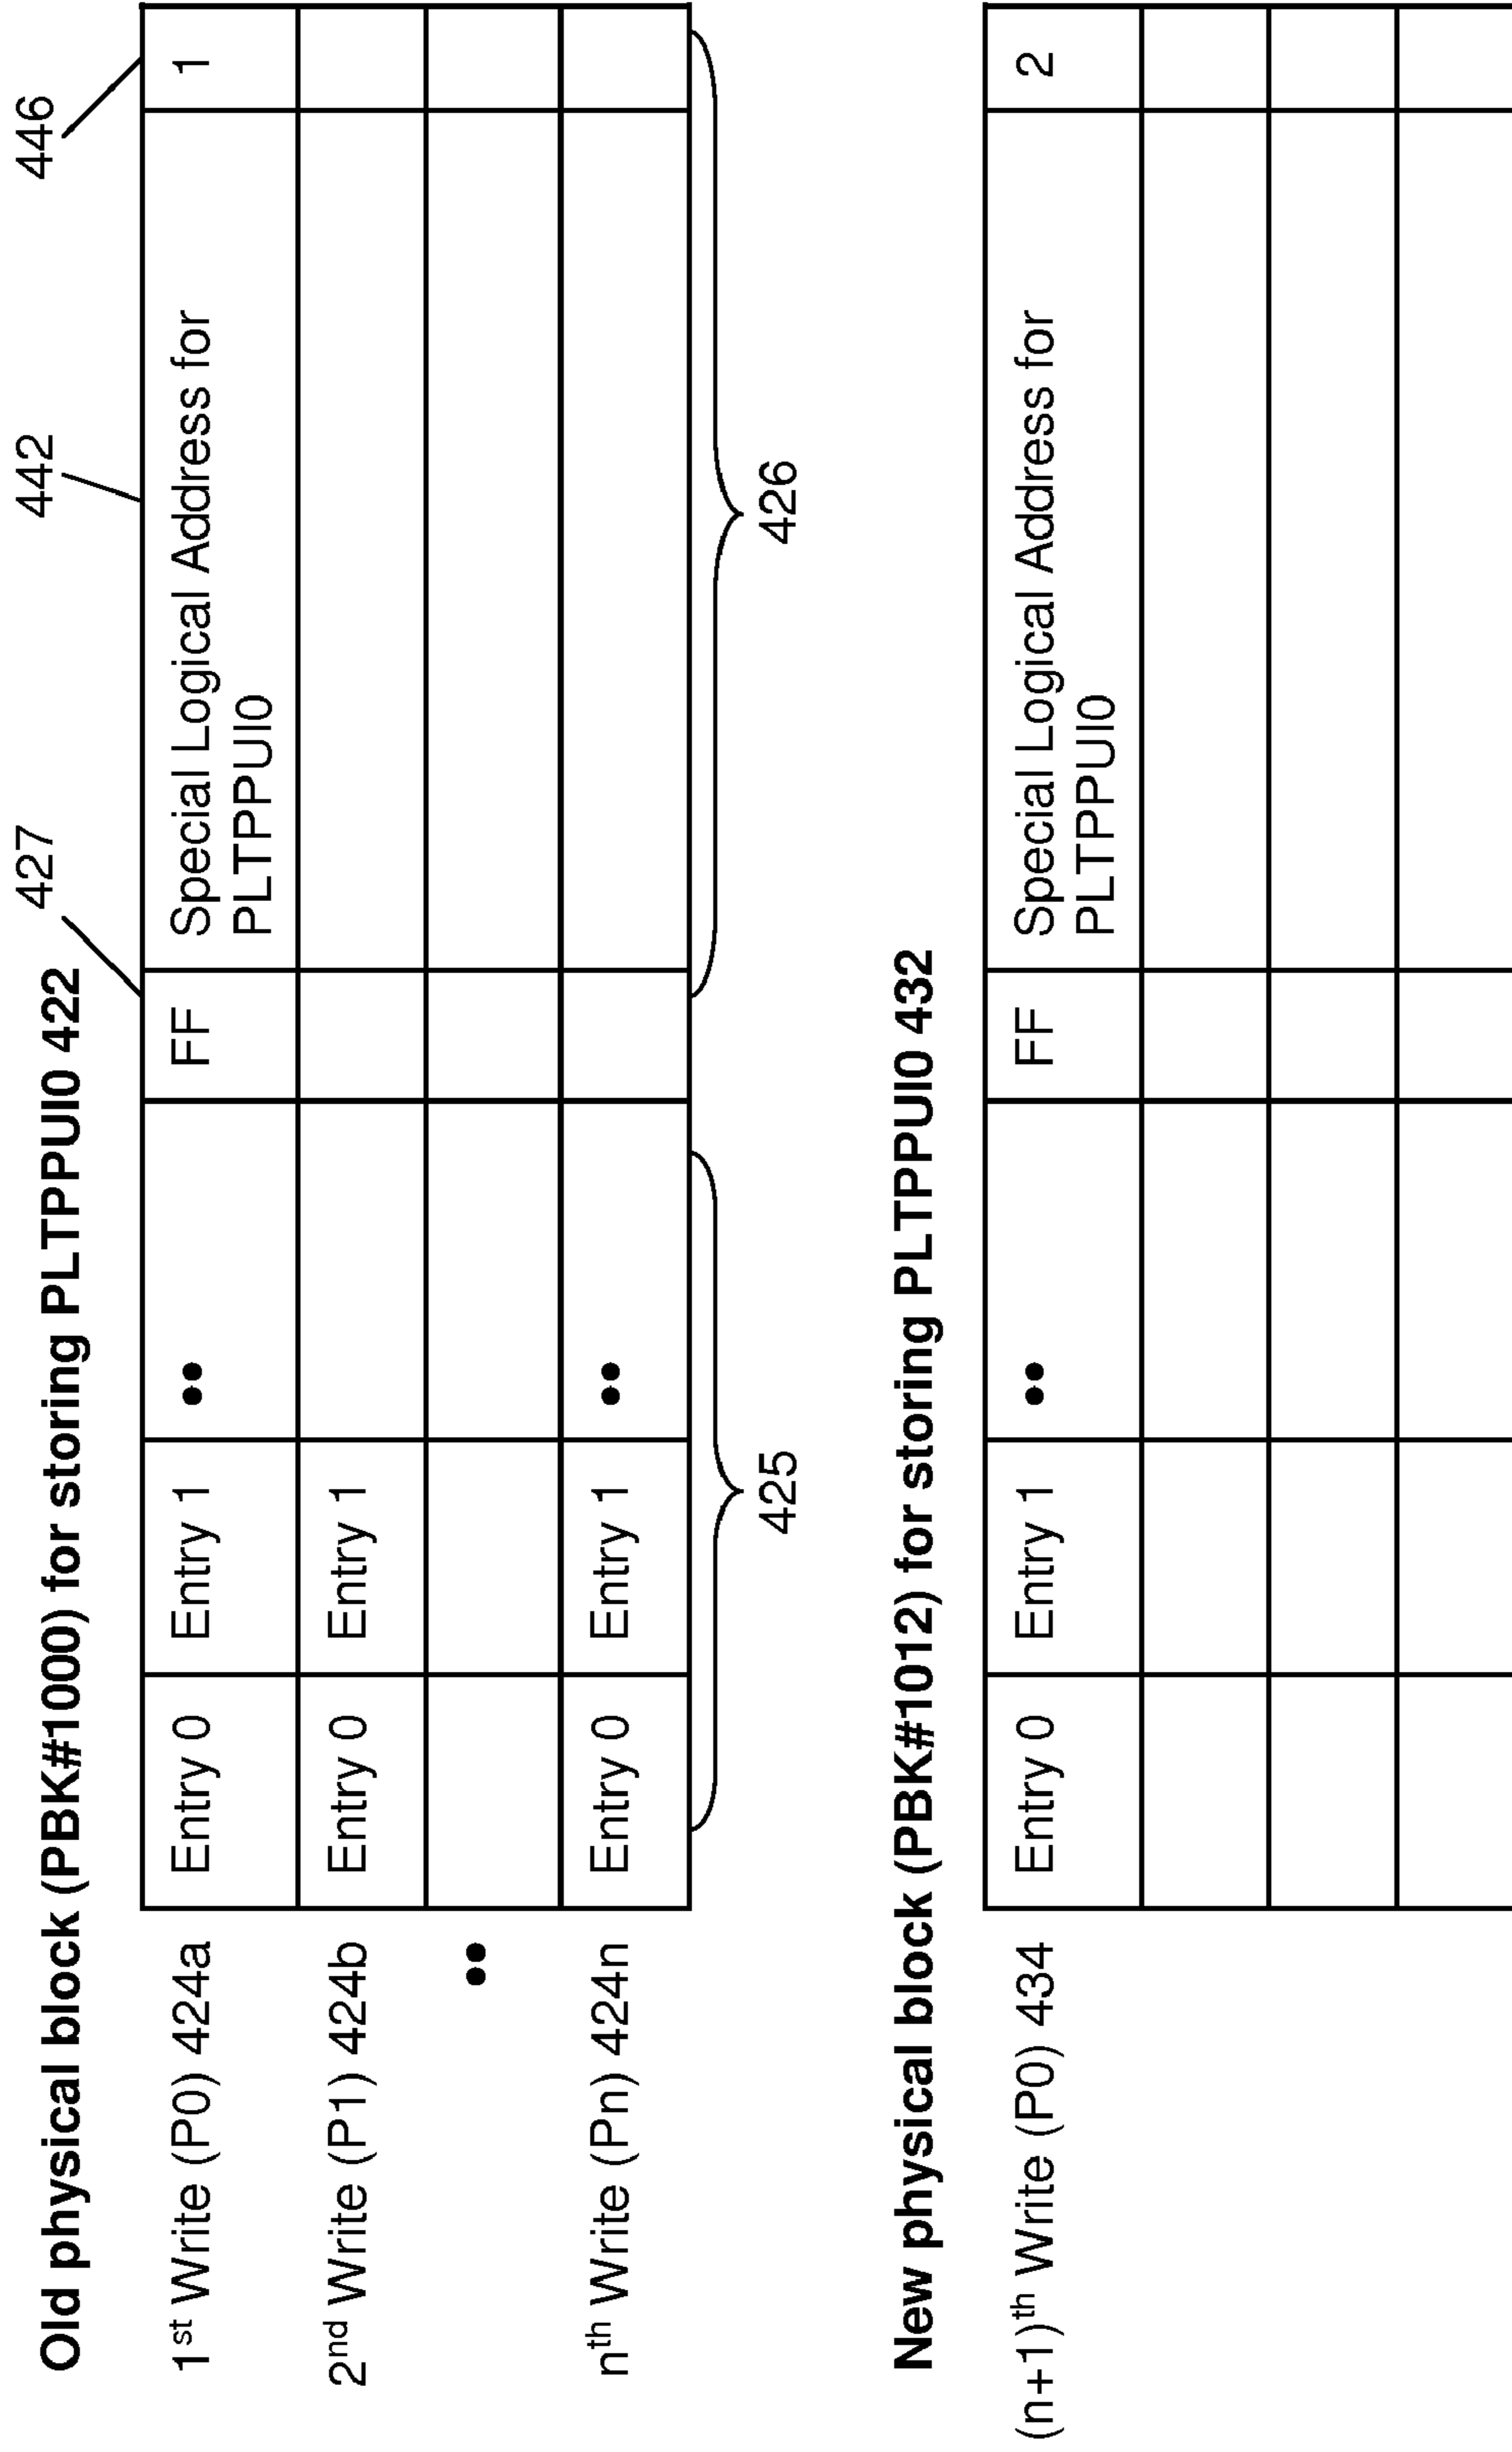 Old physical block (PBK#1000) for storing PLTPPUI0 422
427
442
446
1st Write (P0) 424a
Entry 0
Entry 1
••
FF
Special Logical Address for
PLTPPUI0
1
2nd Write (P1) 424b
Entry 0
Entry 1
••
nth Write (Pn) 424n
Entry 0
Entry 1
••
425
426
New physical block (PBK#1012) for storing PLTPPUI0 432
(n+1)th Write (P0) 434
Entry 0
Entry 1
••
FF
Special Logical Address for
PLTPPUI0
2